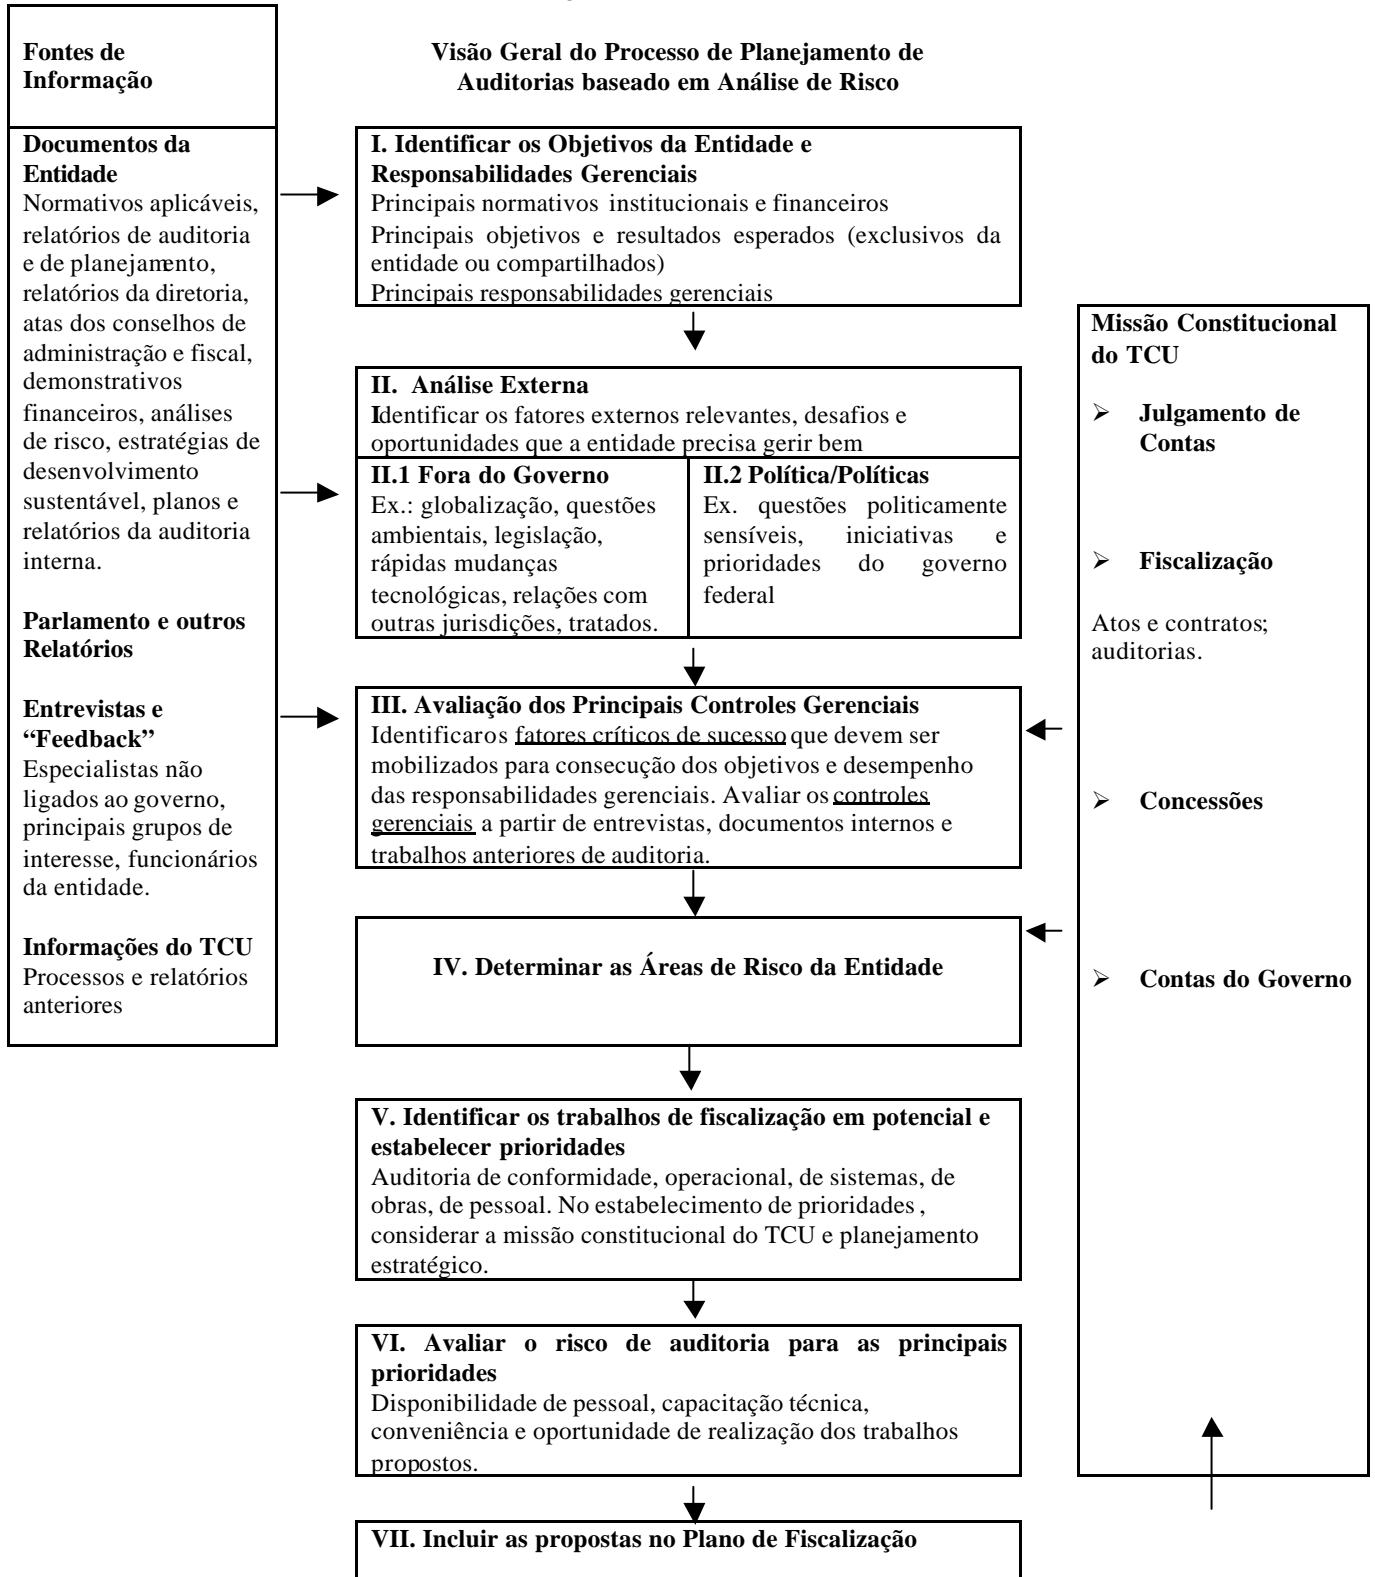 Fontes de
Informação
Visão Geral do Processo de Planejamento de
Auditorias baseado em Análise de Risco
Documentos da
Entidade
Normativos aplicáveis,
relatórios de auditoria
e de planejamento,
relatórios da diretoria,
atas dos conselhos de
administração e fiscal,
demonstrativos
financeiros, análises
de risco, estratégias de
desenvolvimento
sustentável, planos e
relatórios da auditoria
interna.
Parlamento e outros
Relatórios
Entrevistas e
“Feedback”
Especialistas não
ligados ao governo,
principais grupos de
interesse, funcionários
da entidade.
Informações do TCU
Processos e relatórios
anteriores
I. Identificar os Objetivos da Entidade e
Responsabilidades Gerenciais
Principais normativos institucionais e financeiros
Principais objetivos e resultados esperados (exclusivos da
entidade ou compartilhados)
Principais responsabilidades gerenciais
II. Análise Externa
Identificar os fatores externos relevantes, desafios e
oportunidades que a entidade precisa gerir bem
II.1 Fora do Governo
Ex.: globalização, questões
ambientais, legislação,
rápidas mudanças
tecnológicas, relações com
outras jurisdições, tratados.
II.2 Política/Políticas
Ex. questões politicamente
sensíveis, iniciativas e
prioridades do governo
federal
III. Avaliação dos Principais Controles Gerenciais
Identificaros fatores críticos de sucesso que devem ser
mobilizados para consecução dos objetivos e desempenho
das responsabilidades gerenciais. Avaliar os controles
gerenciais a partir de entrevistas, documentos internos e
trabalhos anteriores de auditoria.
IV. Determinar as Áreas de Risco da Entidade
V. Identificar os trabalhos de fiscalização em potencial e
estabelecer prioridades
Auditoria de conformidade, operacional, de sistemas, de
obras, de pessoal. No estabelecimento de prioridades ,
considerar a missão constitucional do TCU e planejamento
estratégico.
VI. Avaliar o risco de auditoria para as principais
prioridades
Disponibilidade de pessoal, capacitação técnica,
conveniência e oportunidade de realização dos trabalhos
propostos.
VII. Incluir as propostas no Plano de Fiscalização
Missão Constitucional
do TCU
➢ Julgamento de
Contas
➢ Fiscalização
Atos e contratos;
auditorias.
➢ Concessões
➢ Contas do Governo